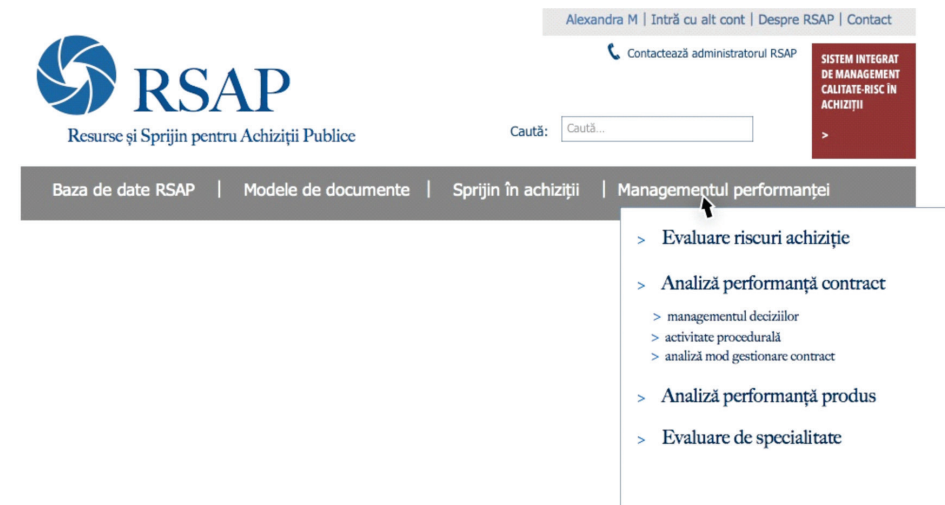 Alexandra M | Intră cu alt cont | Despre RSAP | Contact
Contactează administratorul RSAP
SISTEM INTEGRAT
DE MANAGEMENT
CALITATE-RISC ÎN
ACHIZIȚII
>
RSAP
Resurse și Sprijin pentru Achiziții Publice
Caută: Caută...
Baza de date RSAP | Modele de documente | Sprijin în achiziții | Managementul performanței
> Evaluare riscuri achiziție
> Analiză performanță contract
> managementul deciziilor
> activitate procedurală
> analiză mod gestionare contract
> Analiză performanță produs
> Evaluare de specialitate